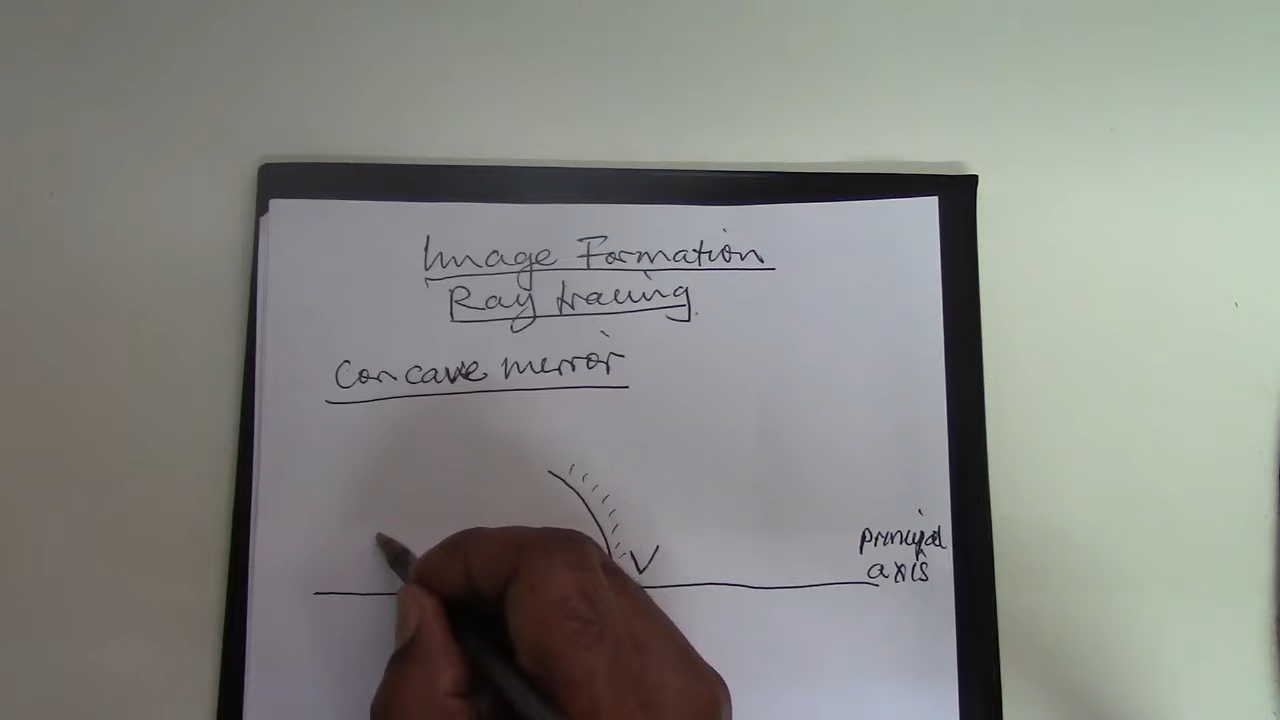 Image Formation
Ray tracing
Concave mirror
V
principal
axis